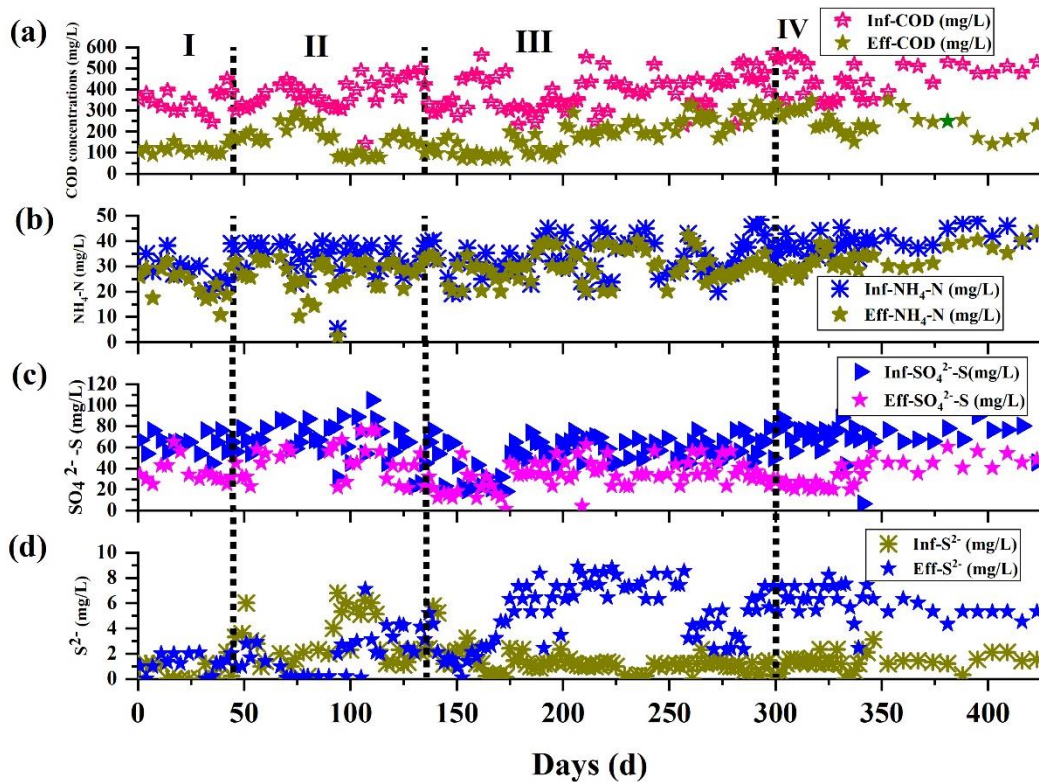 (a)
I
II
III
IV
Inf-COD (mg/L)
Eff-COD (mg/L)
COD concentrations (mg/L)
600
500
400
300
200
100
0
(b)
NH₄-N (mg/L)
50
40
30
20
10
0
Inf-NH₄-N (mg/L)
Eff-NH₄-N (mg/L)
(c)
SO₄²⁻ -S (mg/L)
120
100
80
60
40
20
0
Inf-SO₄²⁻-S(mg/L)
Eff-SO₄²⁻-S (mg/L)
(d)
S²⁻ (mg/L)
10
8
6
4
2
0
Inf-S²⁻ (mg/L)
Eff-S²⁻ (mg/L)
0 50 100 150 200 250 300 350 400
Days (d)